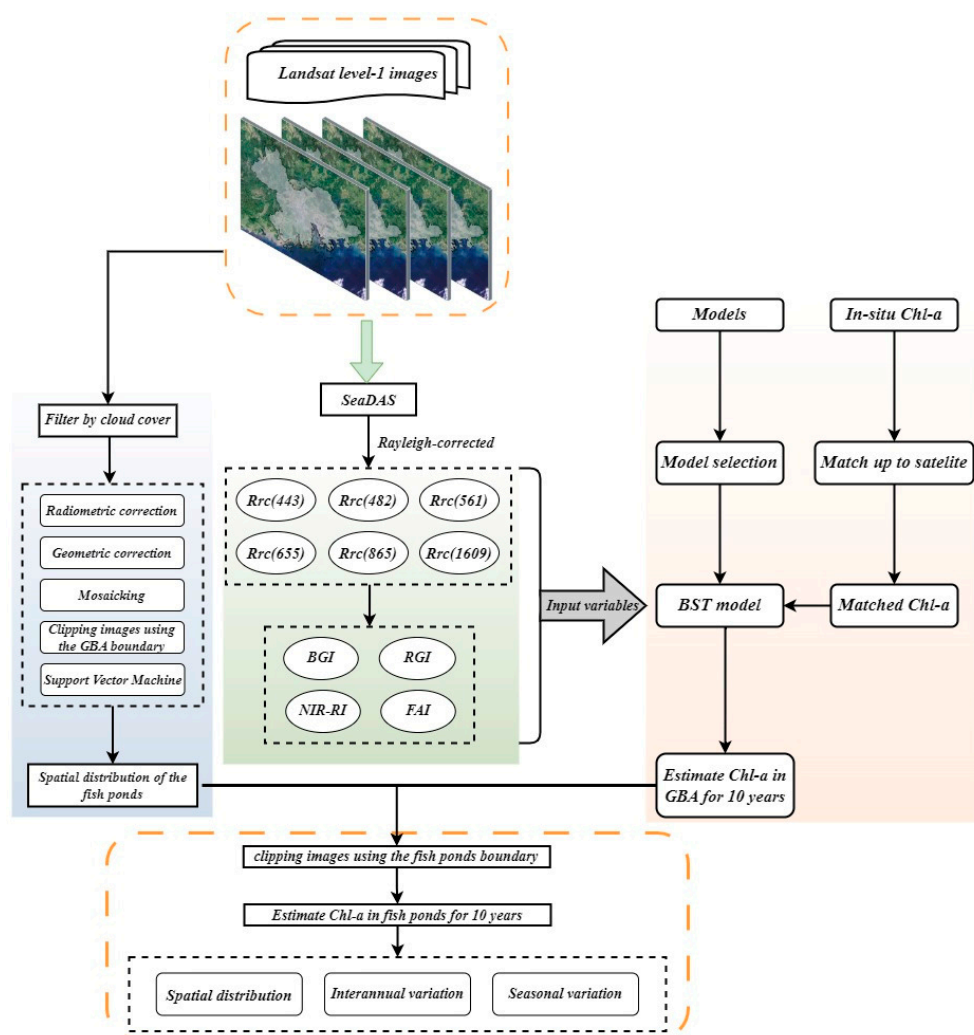 Landsat level-1 images
Models
In-situ Chl-a
SeaDAS
Filter by cloud cover
Rayleigh-corrected
Model selection
Match up to satelite
Rrc(443)
Rrc(482)
Rrc(561)
Radiometric correction
Geometric correction
Rrc(655)
Rrc(865)
Rrc(1609)
Mosaicking
Input variables
BST model
Matched Chl-a
Clipping images using
the GBA boundary
BGI
RGI
Support Vector Machine
NIR-RI
FAI
Spatial distribution of the
fish ponds
Estimate Chl-a in
GBA for 10 years
clipping images using the fish ponds boundary
Estimate Chl-a in fish ponds for 10 years
Spatial distribution
Interannual variation
Seasonal variation